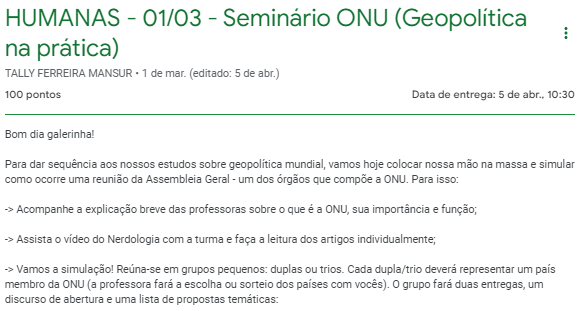 HUMANAS - 01/03 - Seminário ONU (Geopolítica
na prática)
TALLY FERREIRA MANSUR • 1 de mar. (editado: 5 de abr.)
100 pontos
Data de entrega: 5 de abr., 10:30
Bom dia galerinha!
Para dar sequência aos nossos estudos sobre geopolítica mundial, vamos hoje colocar nossa mão na massa e simular
como ocorre uma reunião da Assembleia Geral - um dos órgãos que compõe a ONU. Para isso:
-> Acompanhe a explicação breve das professoras sobre o que é a ONU, sua importância e função;
-> Assista o vídeo do Nerdologia com a turma e faça a leitura dos artigos individualmente;
-> Vamos a simulação! Reúna-se em grupos pequenos: duplas ou trios. Cada dupla/trio deverá representar um país
membro da ONU (a professora fará a escolha ou sorteio dos países com vocês). O grupo fará duas entregas, um
discurso de abertura e uma lista de propostas temáticas: